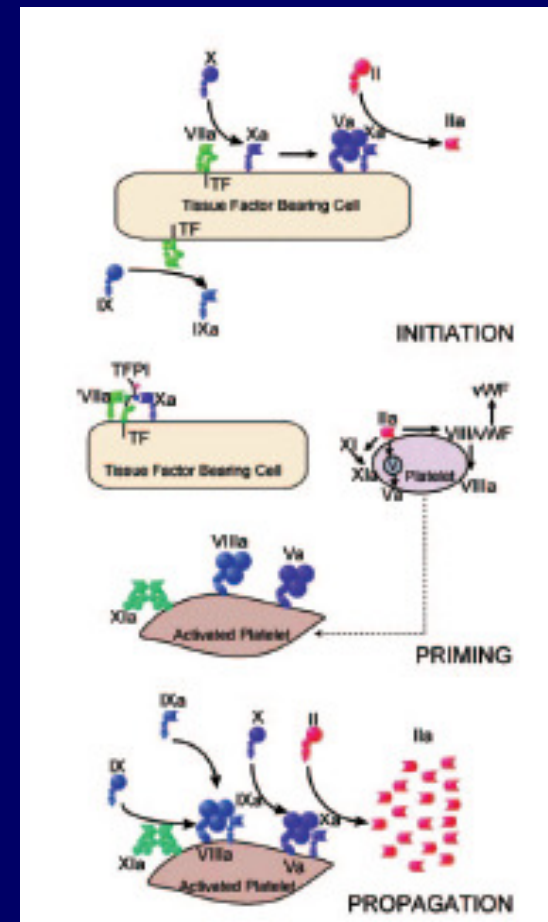 X
II
VIIa
Xa
Va
Xa
IIa
TF
Tissue Factor Bearing Cell
TF
IX
IXa
INITIATION
TFPI
VIIa
Xa
TF
Tissue Factor Bearing Cell
vWF
IIa
VIII/vWF
XI
XIa
V
Platelet
Va
VIIIa
VIIIa
Va
XIa
Activated Platelet
PRIMING
IXa
X
II
IIa
IX
IXa
Xa
XIa
VIIIa
Va
Activated Platelet
PROPAGATION